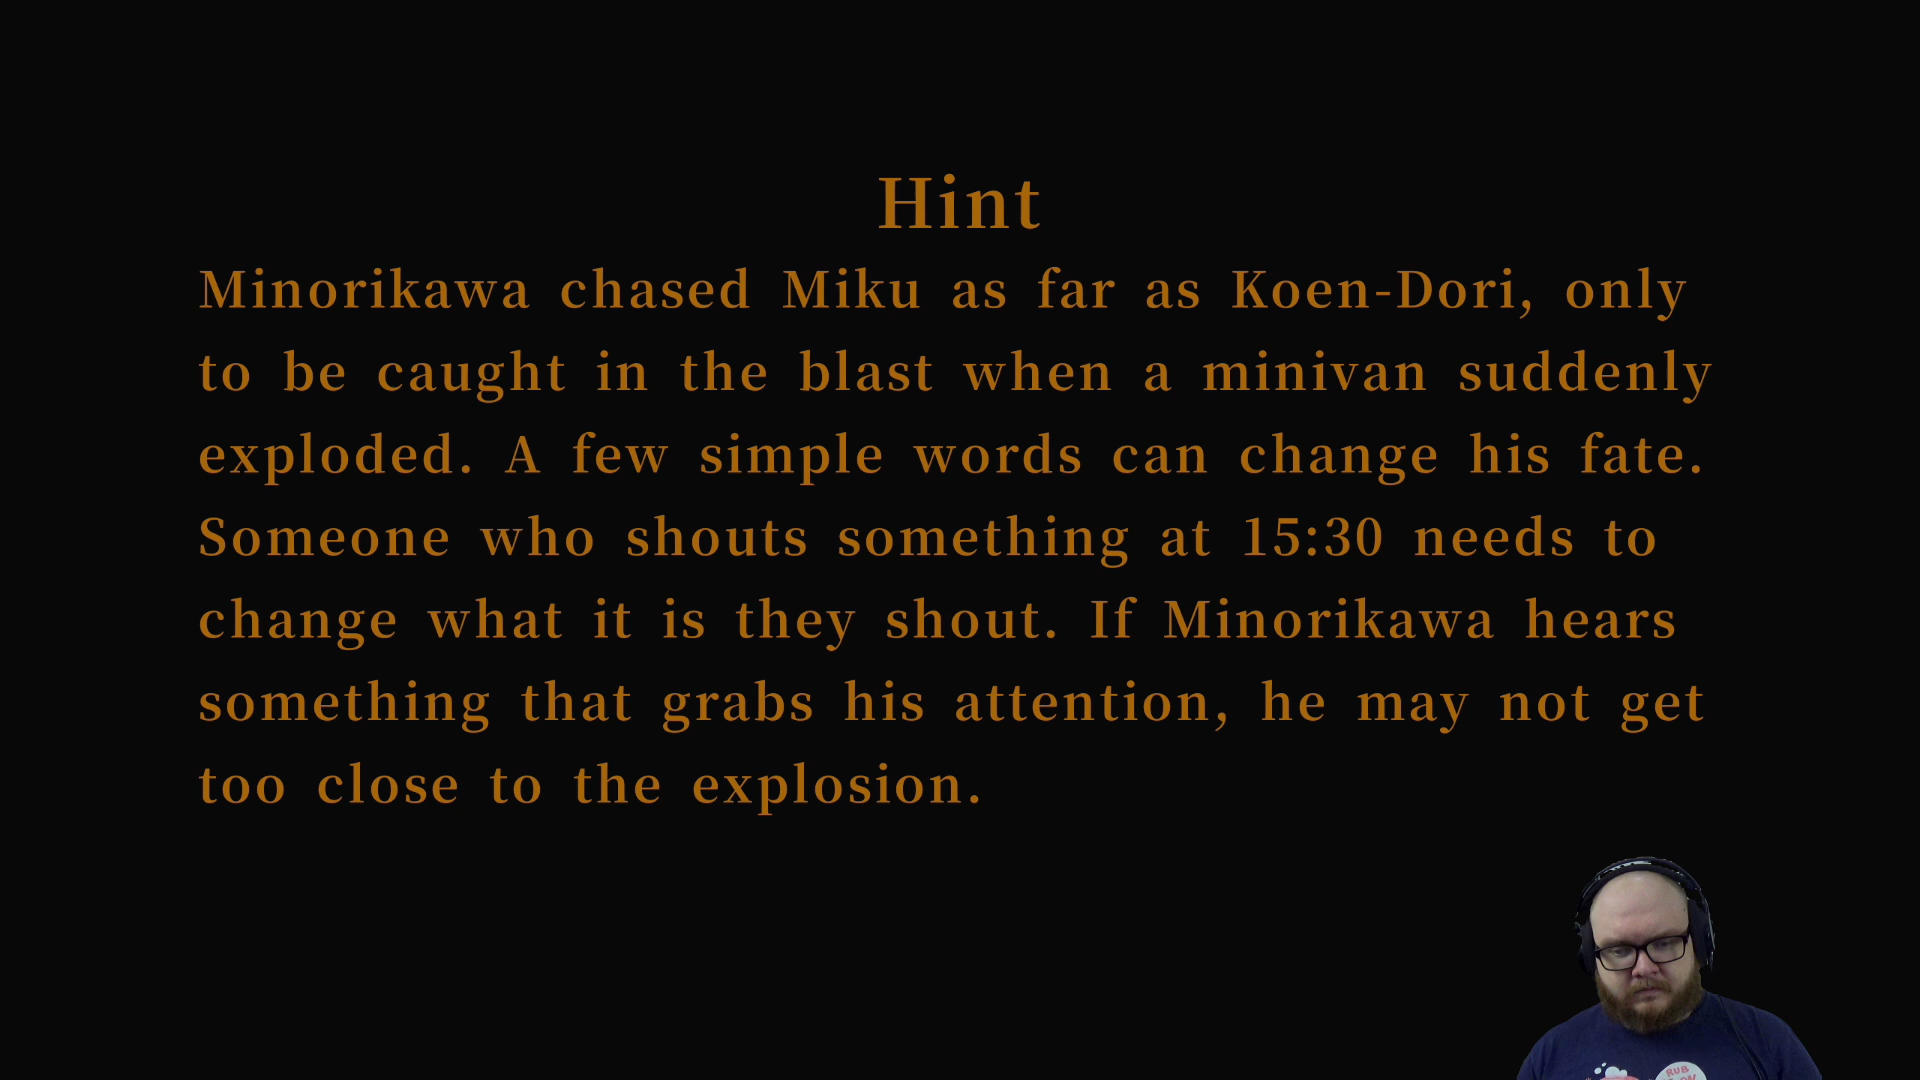 Hint
Minorikawa chased Miku as far as Koen-Dori, only
to be caught in the blast when a minivan suddenly
exploded. A few simple words can change his fate.
Someone who shouts something at 15:30 needs to
change what it is they shout. If Minorikawa hears
something that grabs his attention, he may not get
too close to the explosion.
RUB